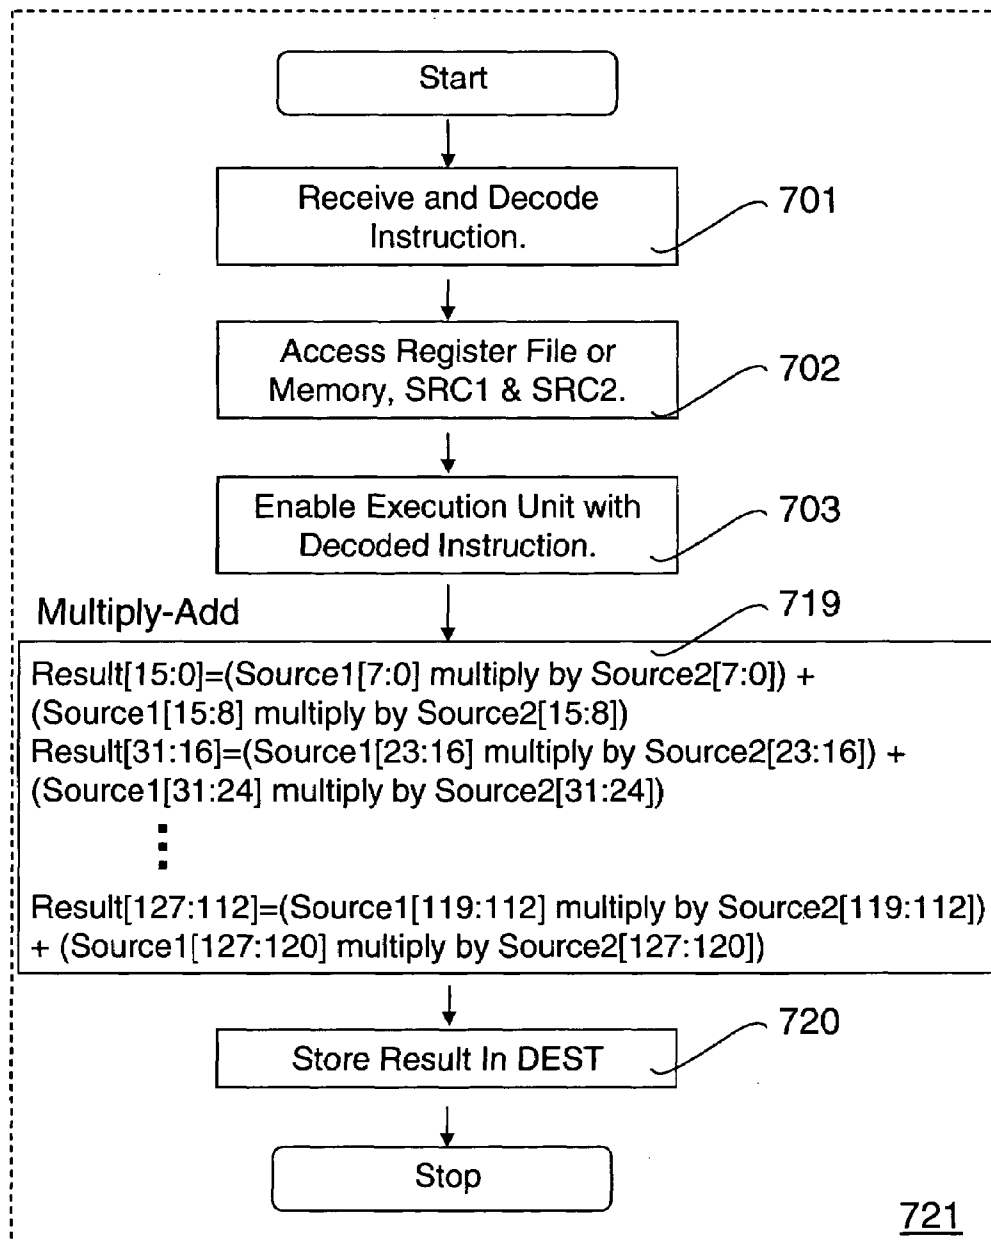 Start
Receive and Decode
Instruction.
701
Access Register File or
Memory, SRC1 & SRC2.
702
Enable Execution Unit with
Decoded Instruction.
703
Multiply-Add
719
Result[15:0]=(Source1[7:0] multiply by Source2[7:0]) +
(Source1[15:8] multiply by Source2[15:8])
Result[31:16]=(Source1[23:16] multiply by Source2[23:16]) +
(Source1[31:24] multiply by Source2[31:24])
Result[127:112]=(Source1[119:112] multiply by Source2[119:112])
+ (Source1[127:120] multiply by Source2[127:120])
720
Store Result In DEST
Stop
721